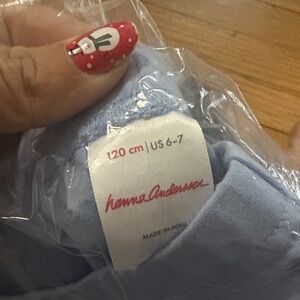 120 cm | US 6-7
hanna andersson
MADE IN PERU